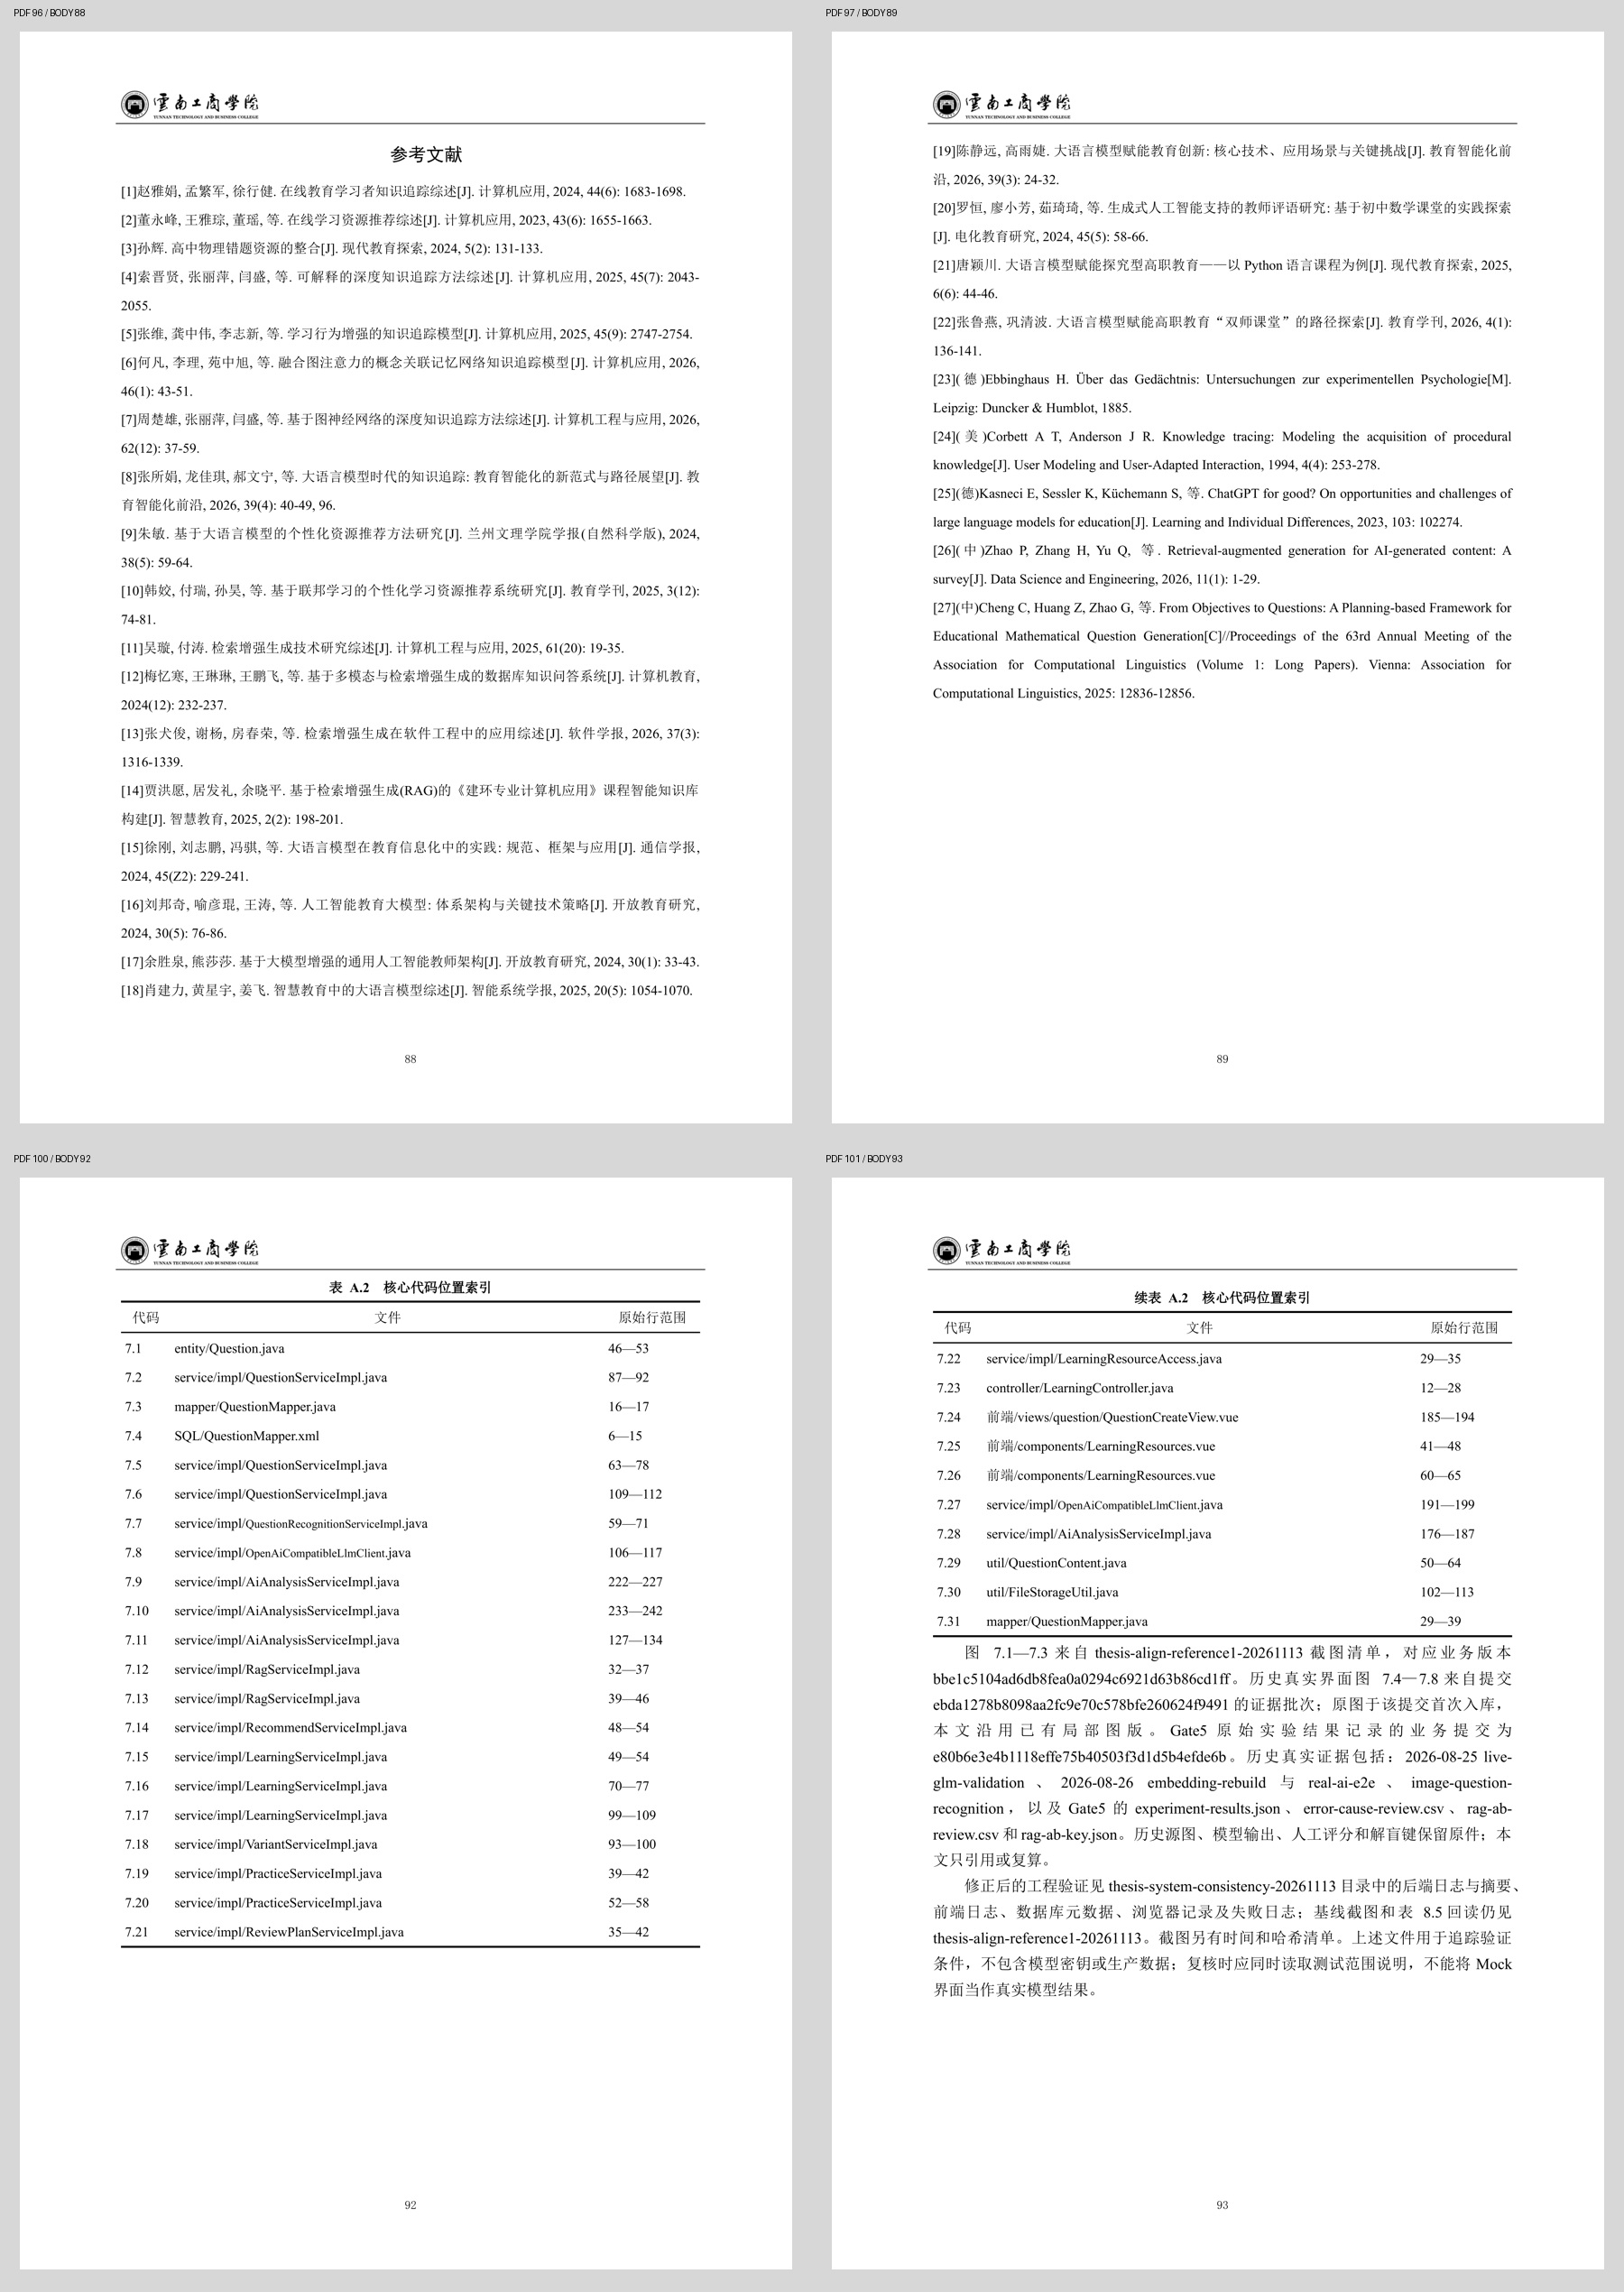 PDF 96 / BODY 88
雲南工商學院
YUNNAN TECHNOLOGY AND BUSINESS COLLEGE
参考文献
[1]赵雅娟, 孟繁军, 徐行健. 在线教育学习者知识追踪综述[J]. 计算机应用, 2024, 44(6): 1683-1698.
[2]董永峰, 王雅琮, 董瑶, 等. 在线学习资源推荐综述[J]. 计算机应用, 2023, 43(6): 1655-1663.
[3]孙辉. 高中物理错题资源的整合[J]. 现代教育探索, 2024, 5(2): 131-133.
[4]索晋贤, 张丽萍, 闫盛, 等. 可解释的深度知识追踪方法综述[J]. 计算机应用, 2025, 45(7): 2043-
2055.
[5]张维, 龚中伟, 李志新, 等. 学习行为增强的知识追踪模型[J]. 计算机应用, 2025, 45(9): 2747-2754.
[6]何凡, 李理, 苑中旭, 等. 融合图注意力的概念关联记忆网络知识追踪模型[J]. 计算机应用, 2026,
46(1): 43-51.
[7]周楚雄, 张丽萍, 闫盛, 等. 基于图神经网络的深度知识追踪方法综述[J]. 计算机工程与应用, 2026,
62(12): 37-59.
[8]张所娟, 龙佳琪, 郝文宁, 等. 大语言模型时代的知识追踪: 教育智能化的新范式与路径展望[J]. 教
育智能化前沿, 2026, 39(4): 40-49, 96.
[9]朱敏. 基于大语言模型的个性化资源推荐方法研究[J]. 兰州文理学院学报(自然科学版), 2024,
38(5): 59-64.
[10]韩姣, 付瑞, 孙昊, 等. 基于联邦学习的个性化学习资源推荐系统研究[J]. 教育学刊, 2025, 3(12):
74-81.
[11]吴璇, 付涛. 检索增强生成技术研究综述[J]. 计算机工程与应用, 2025, 61(20): 19-35.
[12]梅忆寒, 王琳琳, 王鹏飞, 等. 基于多模态与检索增强生成的数据库知识问答系统[J]. 计算机教育,
2024(12): 232-237.
[13]张犬俊, 谢杨, 房春荣, 等. 检索增强生成在软件工程中的应用综述[J]. 软件学报, 2026, 37(3):
1316-1339.
[14]贾洪愿, 居发礼, 余晓平. 基于检索增强生成(RAG)的《建环专业计算机应用》课程智能知识库
构建[J]. 智慧教育, 2025, 2(2): 198-201.
[15]徐刚, 刘志鹏, 冯骐, 等. 大语言模型在教育信息化中的实践: 规范、框架与应用[J]. 通信学报,
2024, 45(Z2): 229-241.
[16]刘邦奇, 喻彦琨, 王涛, 等. 人工智能教育大模型: 体系架构与关键技术策略[J]. 开放教育研究,
2024, 30(5): 76-86.
[17]余胜泉, 熊莎莎. 基于大模型增强的通用人工智能教师架构[J]. 开放教育研究, 2024, 30(1): 33-43.
[18]肖建力, 黄星宇, 姜飞. 智慧教育中的大语言模型综述[J]. 智能系统学报, 2025, 20(5): 1054-1070.
88
PDF 97 / BODY 89
雲南工商學院
YUNNAN TECHNOLOGY AND BUSINESS COLLEGE
[19]陈静远, 高雨婕. 大语言模型赋能教育创新: 核心技术、应用场景与关键挑战[J]. 教育智能化前
沿, 2026, 39(3): 24-32.
[20]罗恒, 廖小芳, 茹琦琦, 等. 生成式人工智能支持的教师评语研究: 基于初中数学课堂的实践探索
[J]. 电化教育研究, 2024, 45(5): 58-66.
[21]唐颖川. 大语言模型赋能探究型高职教育——以 Python 语言课程为例[J]. 现代教育探索, 2025,
6(6): 44-46.
[22]张鲁燕, 巩清波. 大语言模型赋能高职教育“双师课堂”的路径探索[J]. 教育学刊, 2026, 4(1):
136-141.
[23](德)Ebbinghaus H. Über das Gedächtnis: Untersuchungen zur experimentellen Psychologie[M].
Leipzig: Duncker & Humblot, 1885.
[24](美)Corbett A T, Anderson J R. Knowledge tracing: Modeling the acquisition of procedural
knowledge[J]. User Modeling and User-Adapted Interaction, 1994, 4(4): 253-278.
[25](德)Kasneci E, Sessler K, Küchemann S, 等. ChatGPT for good? On opportunities and challenges of
large language models for education[J]. Learning and Individual Differences, 2023, 103: 102274.
[26](中)Zhao P, Zhang H, Yu Q, 等. Retrieval-augmented generation for AI-generated content: A
survey[J]. Data Science and Engineering, 2026, 11(1): 1-29.
[27](中)Cheng C, Huang Z, Zhao G, 等. From Objectives to Questions: A Planning-based Framework for
Educational Mathematical Question Generation[C]//Proceedings of the 63rd Annual Meeting of the
Association for Computational Linguistics (Volume 1: Long Papers). Vienna: Association for
Computational Linguistics, 2025: 12836-12856.
89
PDF 100 / BODY 92
雲南工商學院
YUNNAN TECHNOLOGY AND BUSINESS COLLEGE
表 A.2 核心代码位置索引
代码 文件 原始行范围
7.1 entity/Question.java 46—53
7.2 service/impl/QuestionServiceImpl.java 87—92
7.3 mapper/QuestionMapper.java 16—17
7.4 SQL/QuestionMapper.xml 6—15
7.5 service/impl/QuestionServiceImpl.java 63—78
7.6 service/impl/QuestionServiceImpl.java 109—112
7.7 service/impl/QuestionRecognitionServiceImpl.java 59—71
7.8 service/impl/OpenAiCompatibleLlmClient.java 106—117
7.9 service/impl/AiAnalysisServiceImpl.java 222—227
7.10 service/impl/AiAnalysisServiceImpl.java 233—242
7.11 service/impl/AiAnalysisServiceImpl.java 127—134
7.12 service/impl/RagServiceImpl.java 32—37
7.13 service/impl/RagServiceImpl.java 39—46
7.14 service/impl/RecommendServiceImpl.java 48—54
7.15 service/impl/LearningServiceImpl.java 49—54
7.16 service/impl/LearningServiceImpl.java 70—77
7.17 service/impl/LearningServiceImpl.java 99—109
7.18 service/impl/VariantServiceImpl.java 93—100
7.19 service/impl/PracticeServiceImpl.java 39—42
7.20 service/impl/PracticeServiceImpl.java 52—58
7.21 service/impl/ReviewPlanServiceImpl.java 35—42
92
PDF 101 / BODY 93
雲南工商學院
YUNNAN TECHNOLOGY AND BUSINESS COLLEGE
续表 A.2 核心代码位置索引
代码 文件 原始行范围
7.22 service/impl/LearningResourceAccess.java 29—35
7.23 controller/LearningController.java 12—28
7.24 前端/views/question/QuestionCreateView.vue 185—194
7.25 前端/components/LearningResources.vue 41—48
7.26 前端/components/LearningResources.vue 60—65
7.27 service/impl/OpenAiCompatibleLlmClient.java 191—199
7.28 service/impl/AiAnalysisServiceImpl.java 176—187
7.29 util/QuestionContent.java 50—64
7.30 util/FileStorageUtil.java 102—113
7.31 mapper/QuestionMapper.java 29—39
图 7.1—7.3 来自 thesis-align-reference1-20261113 截图清单，对应业务版本
bbe1c5104ad6db8fea0a0294c6921d63b86cd1ff。历史真实界面图 7.4—7.8 来自提交
ebda1278b8098aa2fc9e70c578bfe260624f9491 的证据批次；原图于该提交首次入库，
本文沿用已有局部图版。Gate5 原始实验结果记录的业务提交为
e80b6e3e4b1118effe75b40503f3d1d5b4efde6b。历史真实证据包括：2026-08-25 live-
glm-validation、2026-08-26 embedding-rebuild 与 real-ai-e2e、image-question-
recognition，以及 Gate5 的 experiment-results.json、error-cause-review.csv、rag-ab-
review.csv 和 rag-ab-key.json。历史源图、模型输出、人工评分和解盲键保留原件；本
文只引用或复算。
修正后的工程验证见 thesis-system-consistency-20261113 目录中的后端日志与摘要、
前端日志、数据库元数据、浏览器记录及失败日志；基线截图和表 8.5 回读仍见
thesis-align-reference1-20261113。截图另有时间和哈希清单。上述文件用于追踪验证
条件，不包含模型密钥或生产数据；复核时应同时读取测试范围说明，不能将 Mock
界面当作真实模型结果。
93